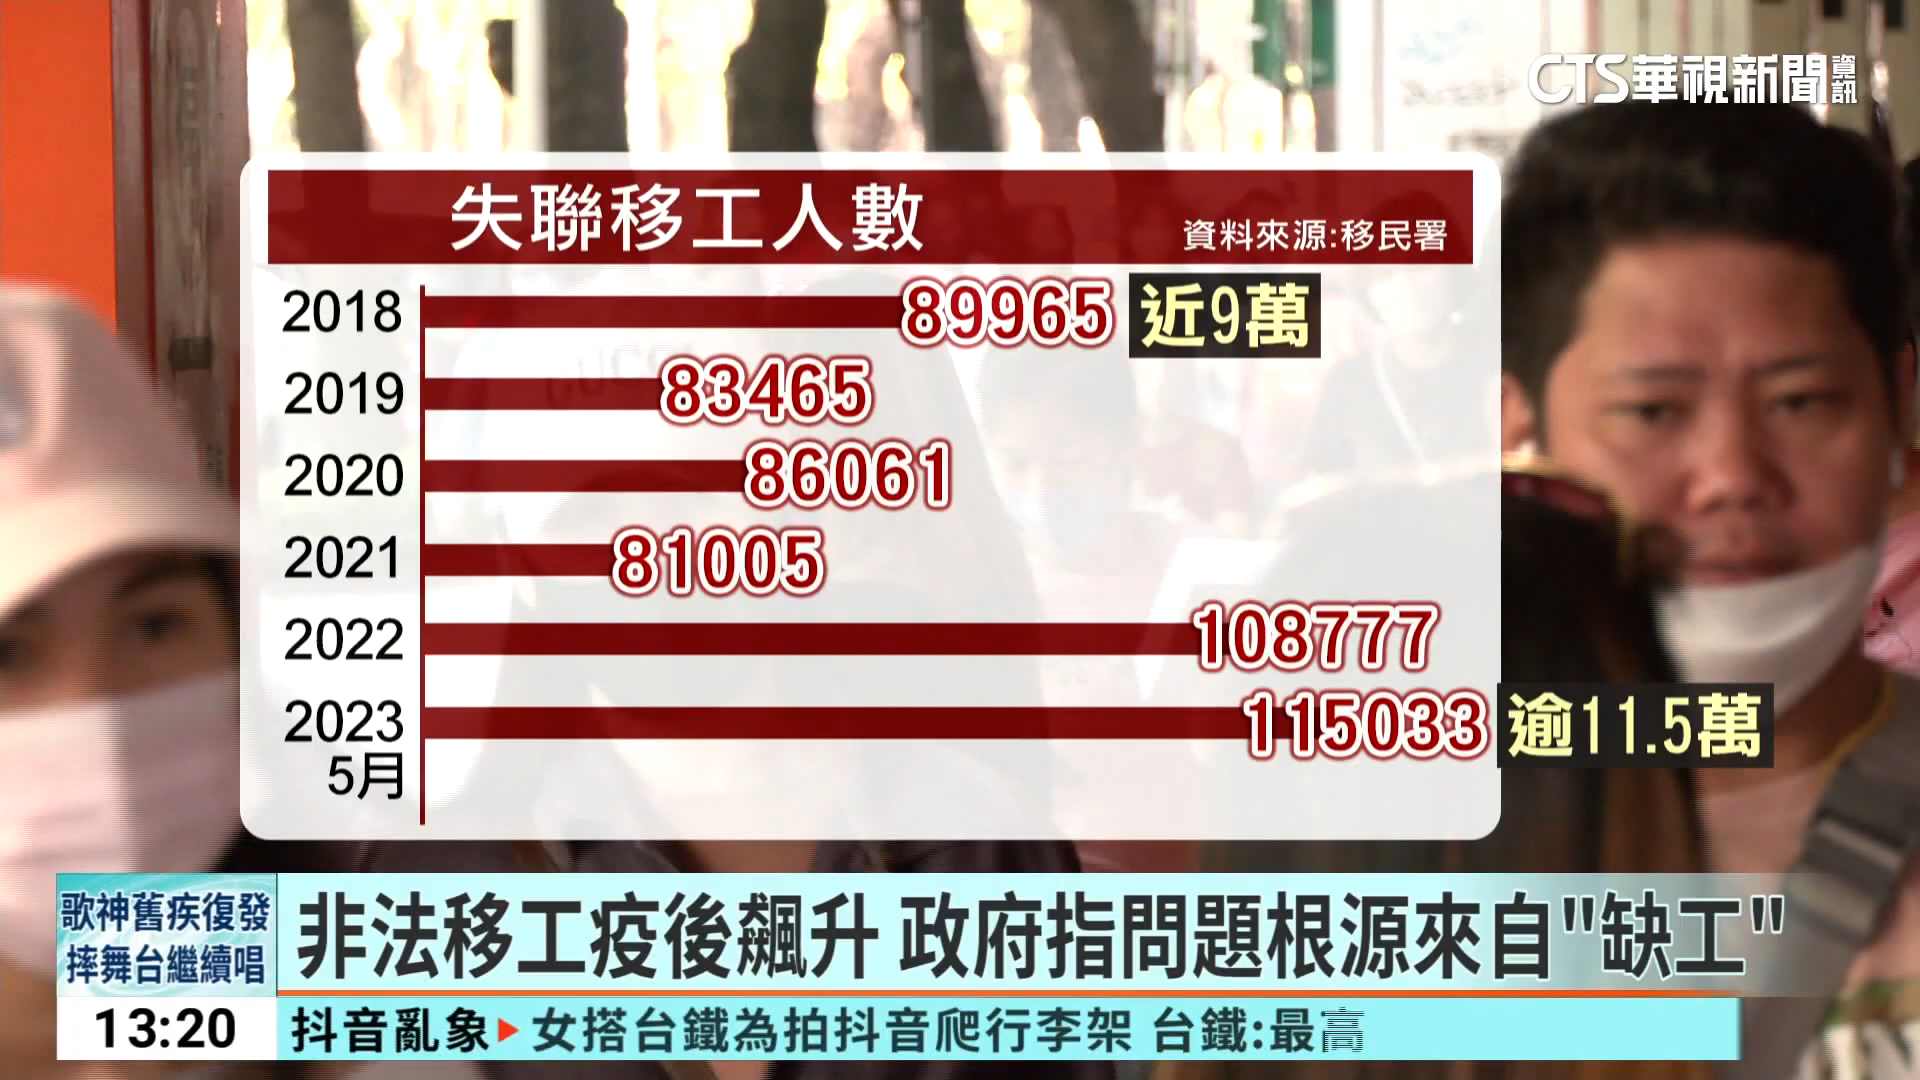 CTS華視新聞資訊
失聯移工人數
資料來源:移民署
2018 89965 近9萬
2019 83465
2020 86061
2021 81005
2022 108777
2023 115033 逾11.5萬
5月
歌神舊疾復發
摔舞台繼續唱
非法移工疫後飆升 政府指問題根源來自"缺工"
13:20
抖音亂象▶女搭台鐵為拍抖音爬行李架 台鐵:最高